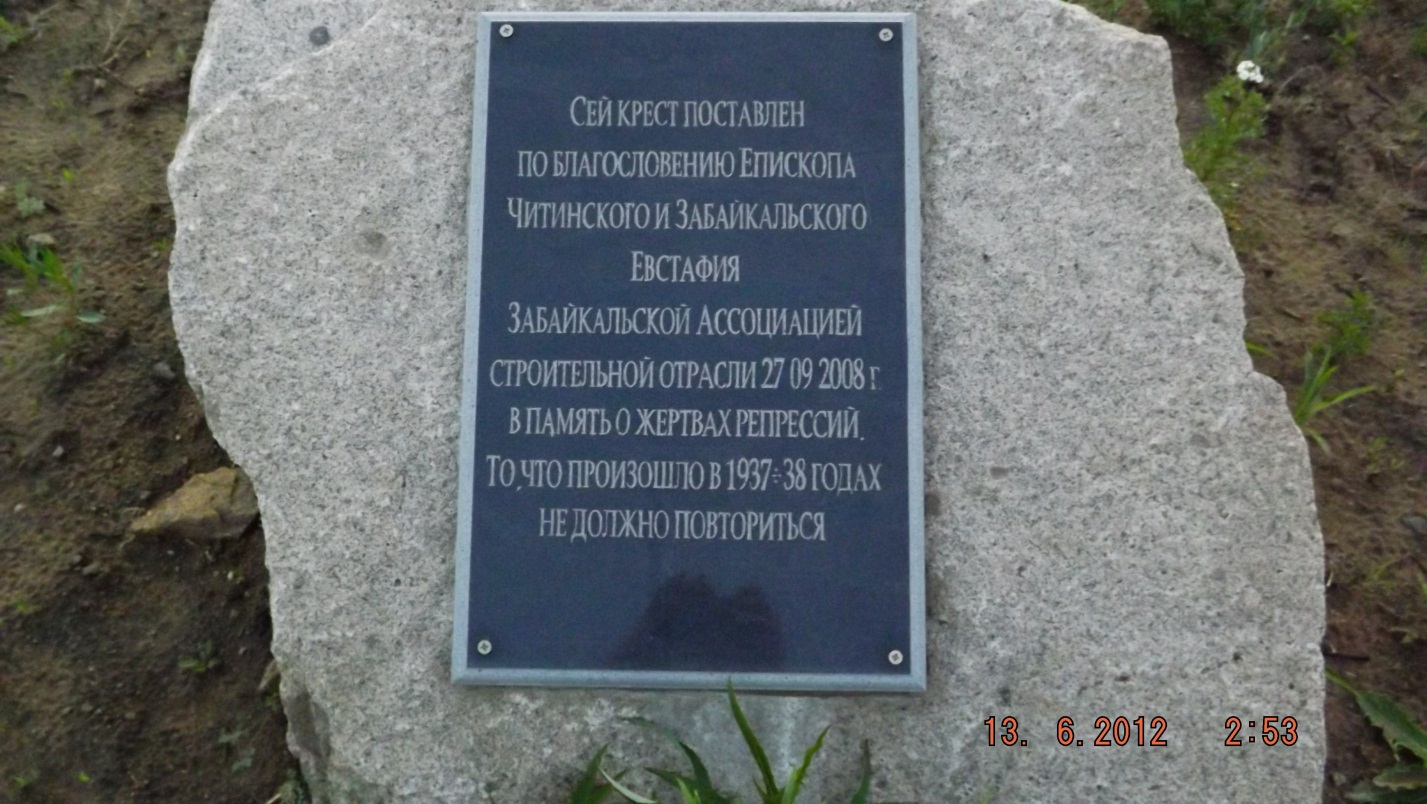 Сей крест поставлен
по благословению Епископа
Читинского и Забайкальского
Евстафия
Забайкальской Ассоциацией
строительной отрасли 27 09 2008 г.
в память о жертвах репрессий.
То, что произошло в 1937÷38 годах
не должно повториться
13. 6.2012 2:53